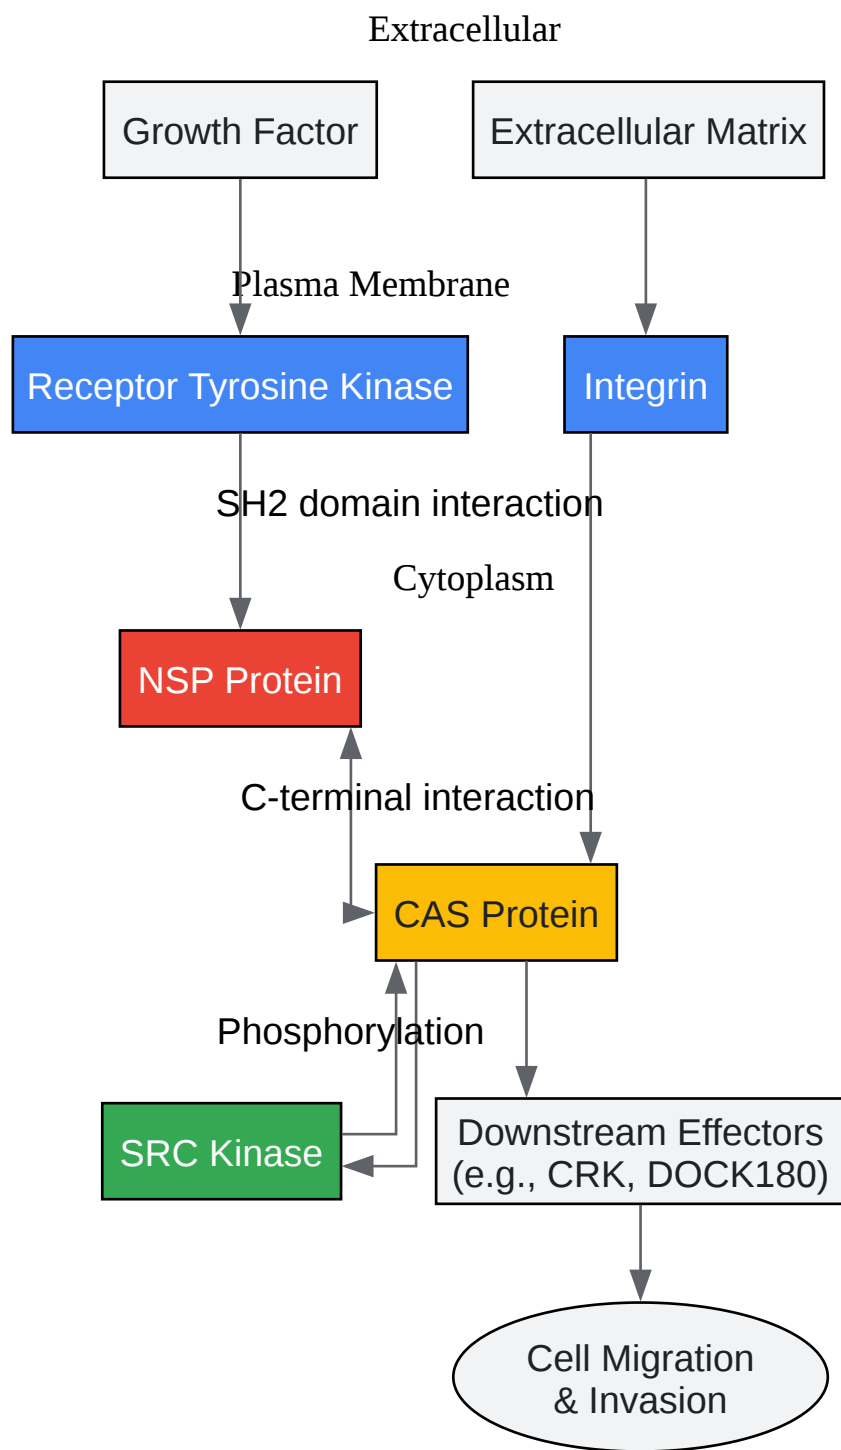 Extracellular
Growth Factor
Extracellular Matrix
Plasma Membrane
Receptor Tyrosine Kinase
Integrin
SH2 domain interaction
Cytoplasm
NSP Protein
C-terminal interaction
CAS Protein
Phosphorylation
SRC Kinase
Downstream Effectors
(e.g., CRK, DOCK180)
Cell Migration
& Invasion